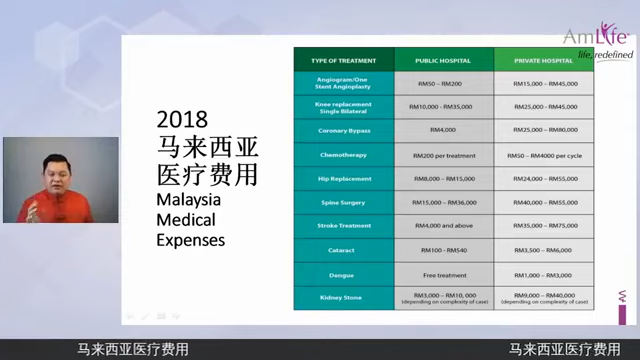 AmLife
life, redefined
2018
马来西亚
医疗费用
Malaysia
Medical
Expenses
TYPE OF TREATMENT PUBLIC HOSPITAL PRIVATE HOSPITAL
Angiogram/One
Stent Angioplasty RM50 – RM200 RM15,000 – RM45,000
Knee replacement
Single Bilateral RM10,000 - RM35,000 RM25,000 - RM45,000
Coronary Bypass RM4,000 RM25,000 – RM80,000
Chemotherapy RM200 per treatment RM50 – RM4000 per cycle
Hip Replacement RM8,000 – RM15,000 RM24,000 – RM55,000
Spine Surgery RM15,000 – RM36,000 RM40,000 – RM55,000
Stroke Treatment RM4,000 and above RM35,000 – RM75,000
Cataract RM100 - RM540 RM3,500 – RM6,000
Dengue Free treatment RM1,000 – RM3,000
Kidney Stone RM3,000 – RM10, 000 RM9,000 – RM40,000
(depending on complexity of case) (depending on complexity of case)
马来西亚医疗费用 马来西亚医疗费用